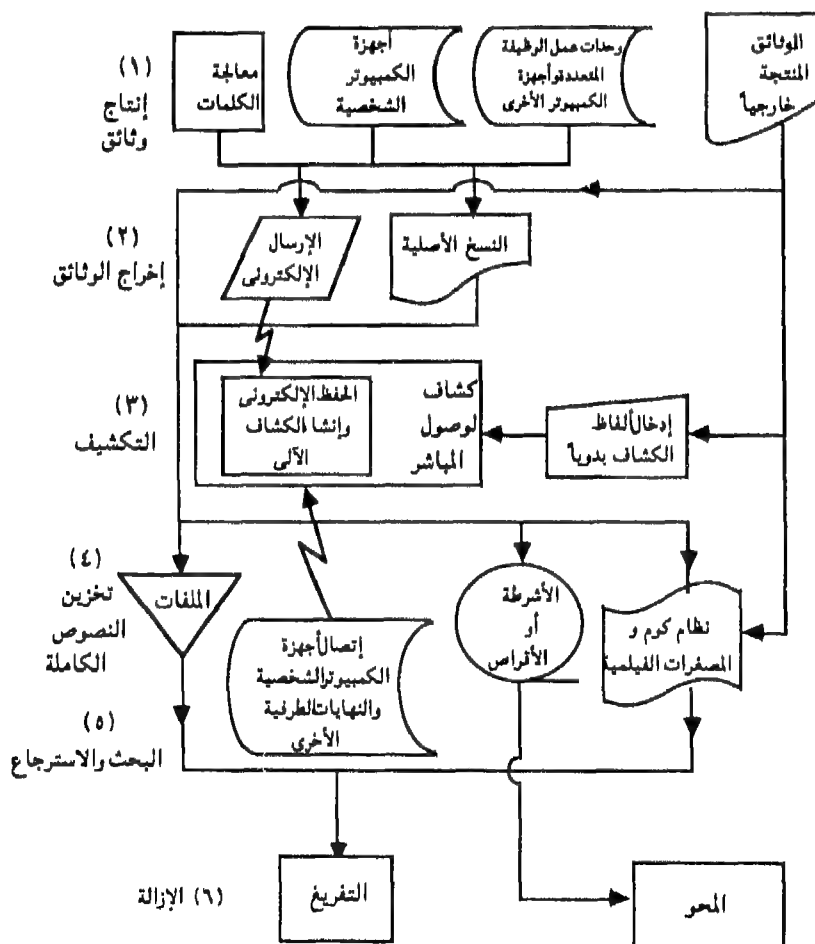 (١)
إنتاج
وثائق
معالجة
الكلمات
أجهزة
الكمبيوتر
الشخصية
وحدات عمل الوظيفة
المتعددة وأجهزة
الكمبيوتر الأخرى
الوثائق
المنتجة
خارجياً
(٢)
إخراج الوثائق
الإرسال
الإلكترونى
النسخ الأصلية
(٣)
التكشيف
الحفظ الإلكترونى
وإنشا الكشاف
الآلى
كشاف
لوصول
المباشر
إدخال ألفاظ
الكشاف يدوياً
(٤)
تخزين
النصوص
الكاملة
الملفات
الأشرطة
أو
الأقراص
نظام كوم و
المصغرات الفيلمية
إتصال أجهزة
الكمبيوتر الشخصية
والنهايات الطرفية
الأخرى
(٥)
البحث والاسترجاع
(٦) الإزالة
التفريغ
المحو